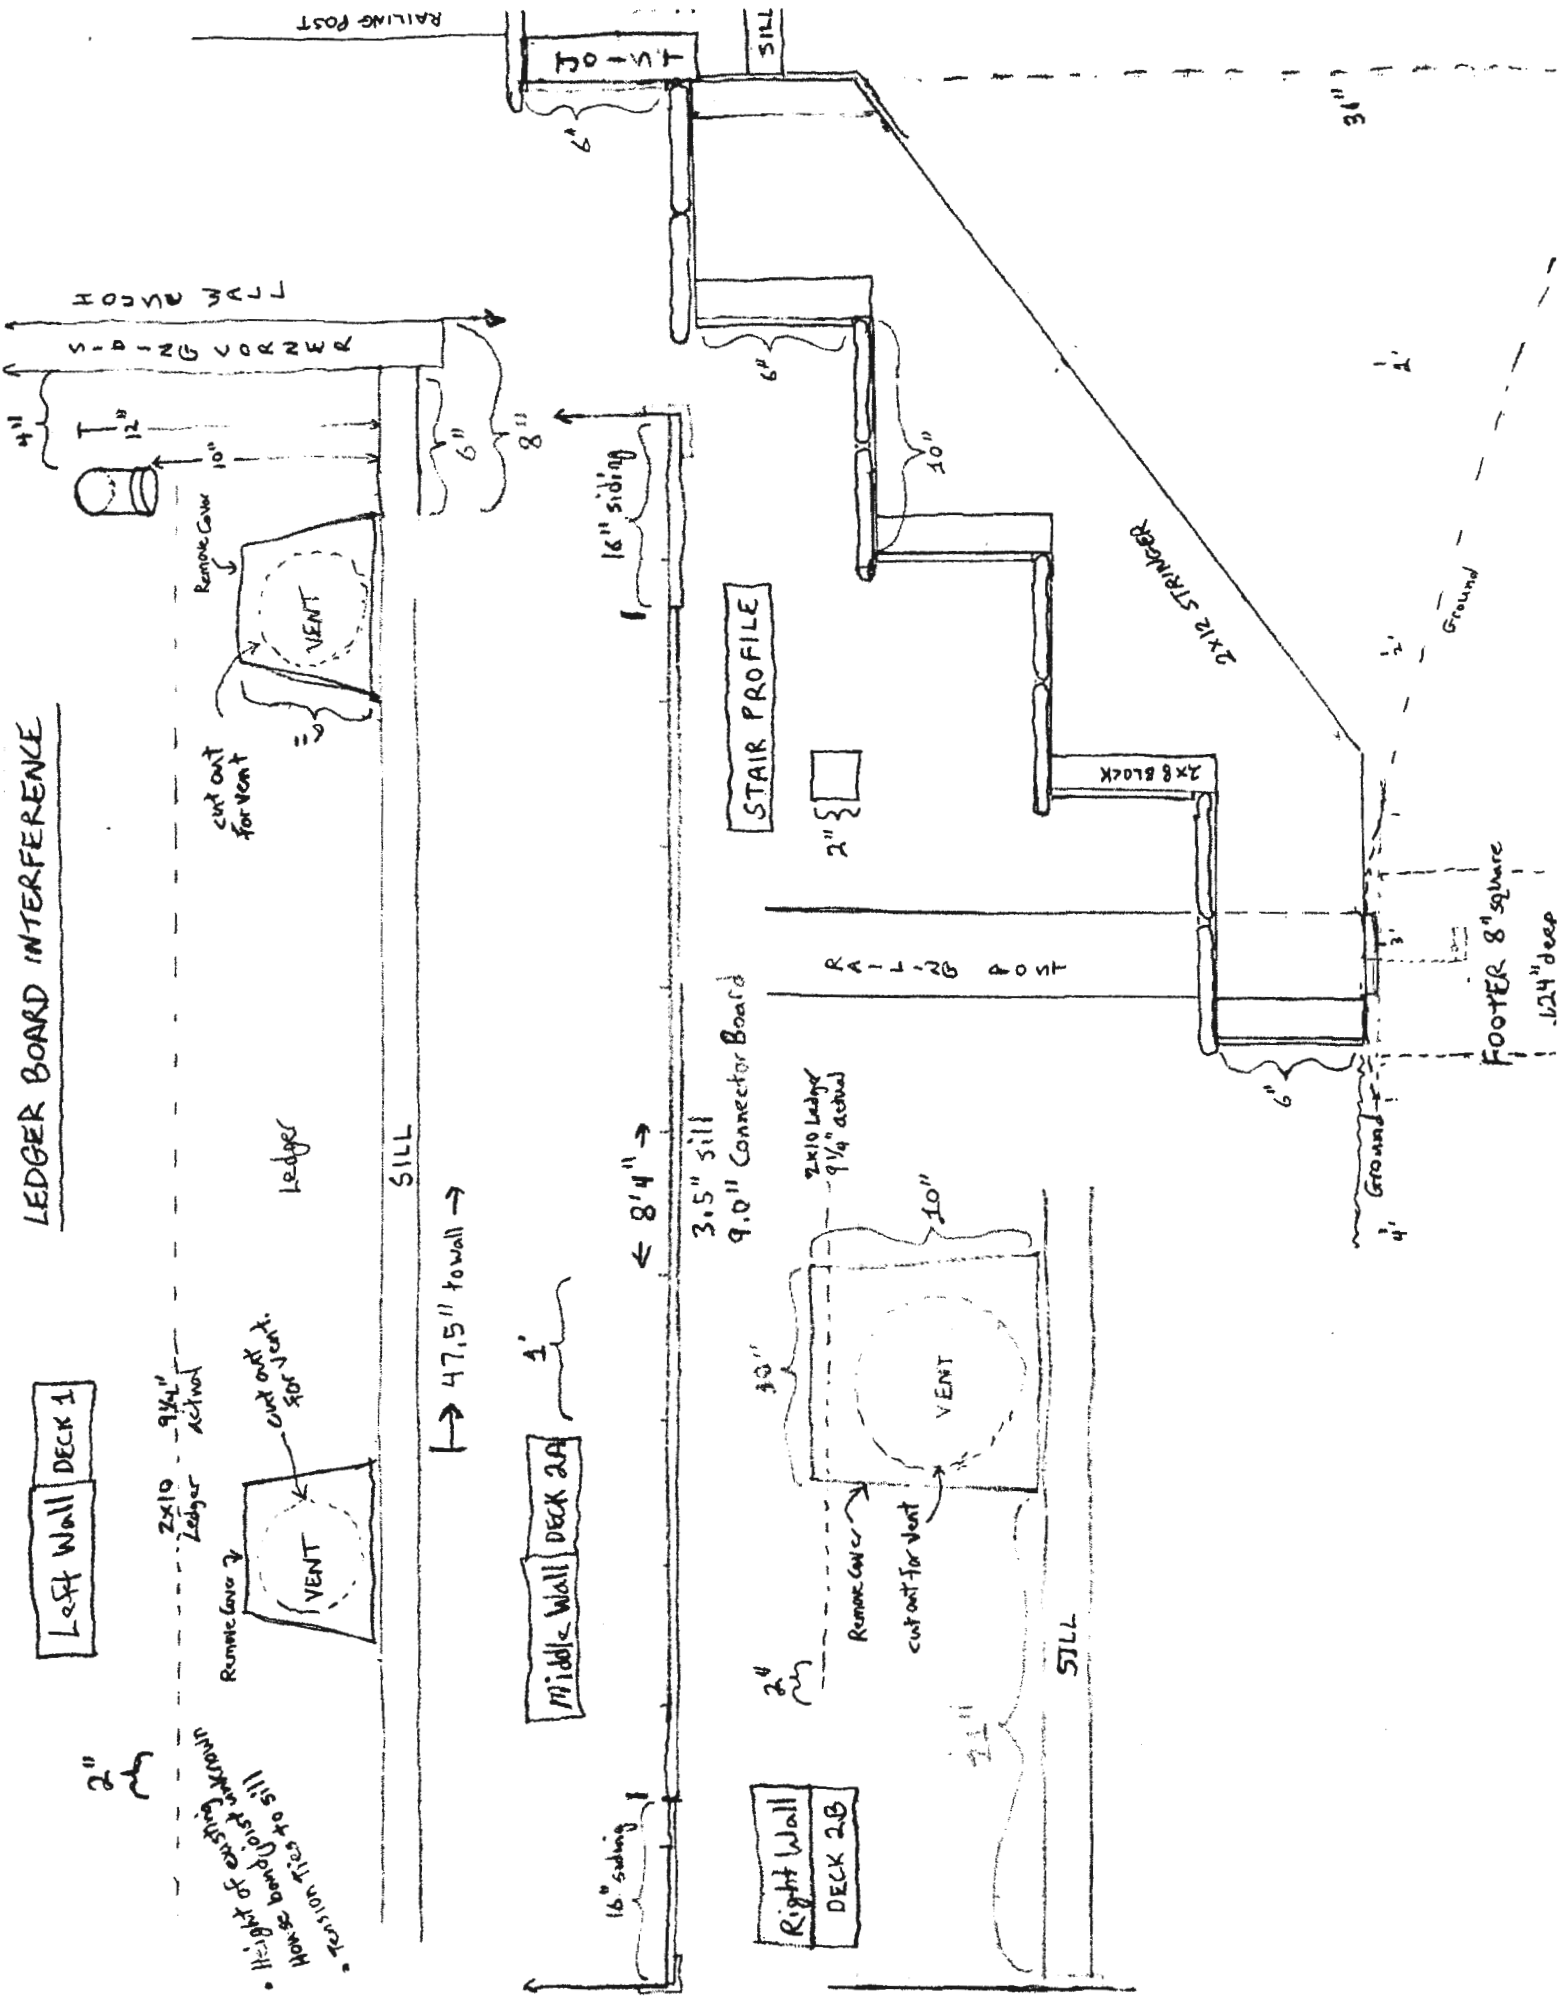 LEDGER BOARD INTERFERENCE
Left Wall DECK 1
2"
2x10
Ledger
9 1/4"
actual
• Height of existing
House band joist unknown
• Tension Ties to sill
Remove Cover
VENT
cut out
for vent.
Ledger
SILL
47.5" to wall
cut out
for vent
Remove Cover
VENT
10"
12"
4"
SIDING CORNER
HOUSE WALL
6"
8"
Middle Wall DECK 2A
1'
16" siding
8'4"
3.5" sill
9.0" Connector Board
16" siding
Right Wall
DECK 2B
2"
2x10 Ledger
9 1/4" actual
Remove Cover
cut out for vent
VENT
10"
SILL
STAIR PROFILE
2"
RAILING POST
JOIST
SILL
6"
6"
10"
2x12 STRINGER
2x8 BLOCK
RAILING POST
6"
31"
1'
2'
3'
4'
Ground
Ground
FOOTER 8" square
24" deep